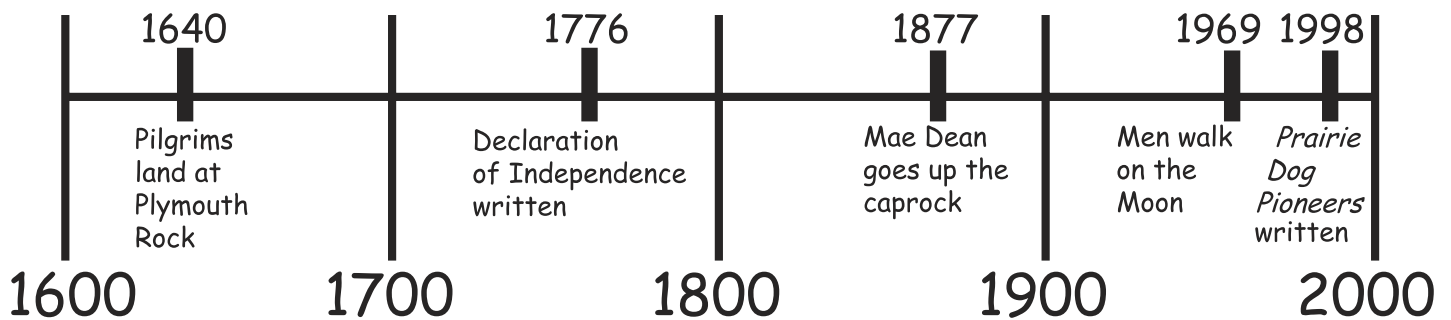 1640 1776 1877 1969 1998
Pilgrims
land at
Plymouth
Rock
Declaration
of Independence
written
Mae Dean
goes up the
caprock
Men walk
on the
Moon
Prairie
Dog
Pioneers
written
1600 1700 1800 1900 2000